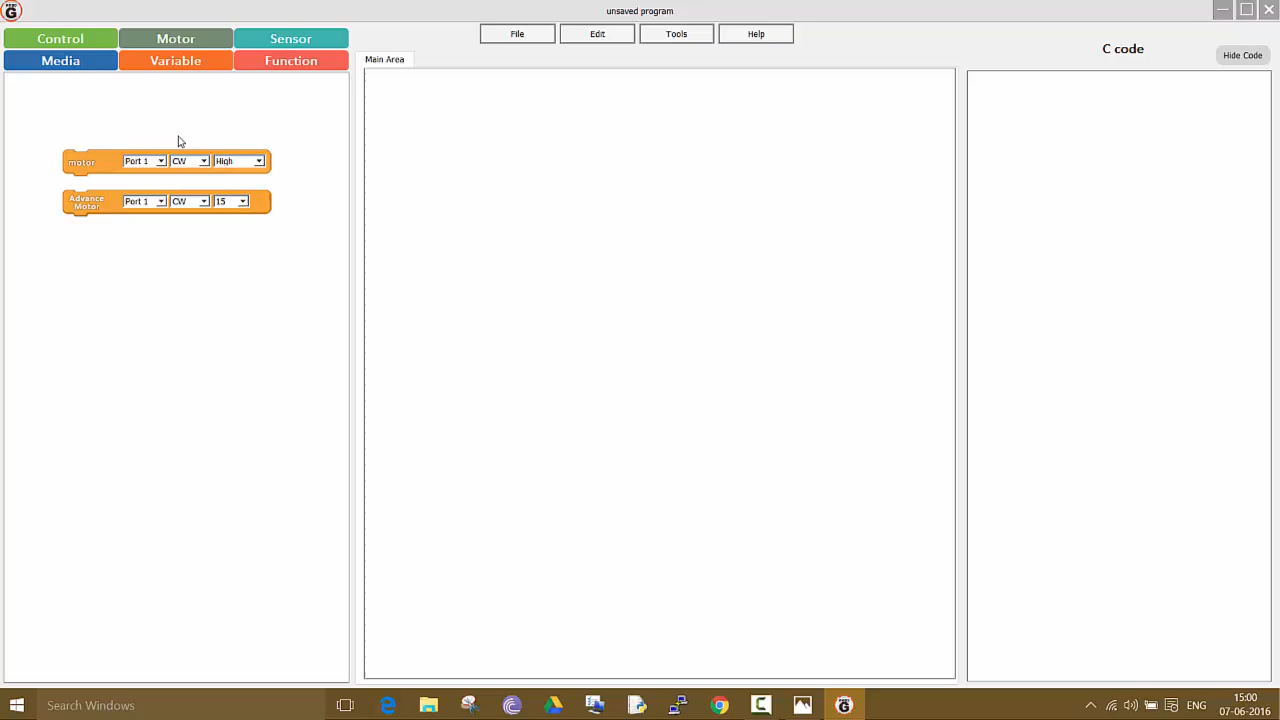 unsaved program
Control Motor Sensor
File Edit Tools Help
Media Variable Function
Main Area
C code
Hide Code
motor Port 1 CW High
Advance
Motor Port 1 CW 15
Search Windows
ENG
15:00
07-06-2016